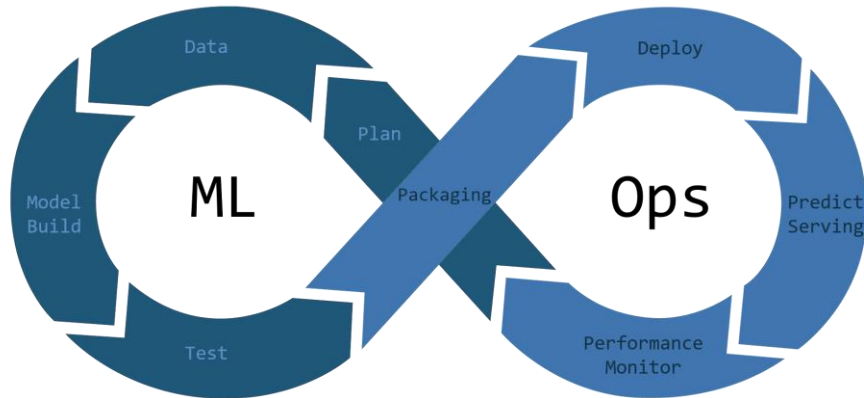 Data
Deploy
Plan
Packaging
ML
Ops
Model
Build
Predict
Serving
Test
Performance
Monitor